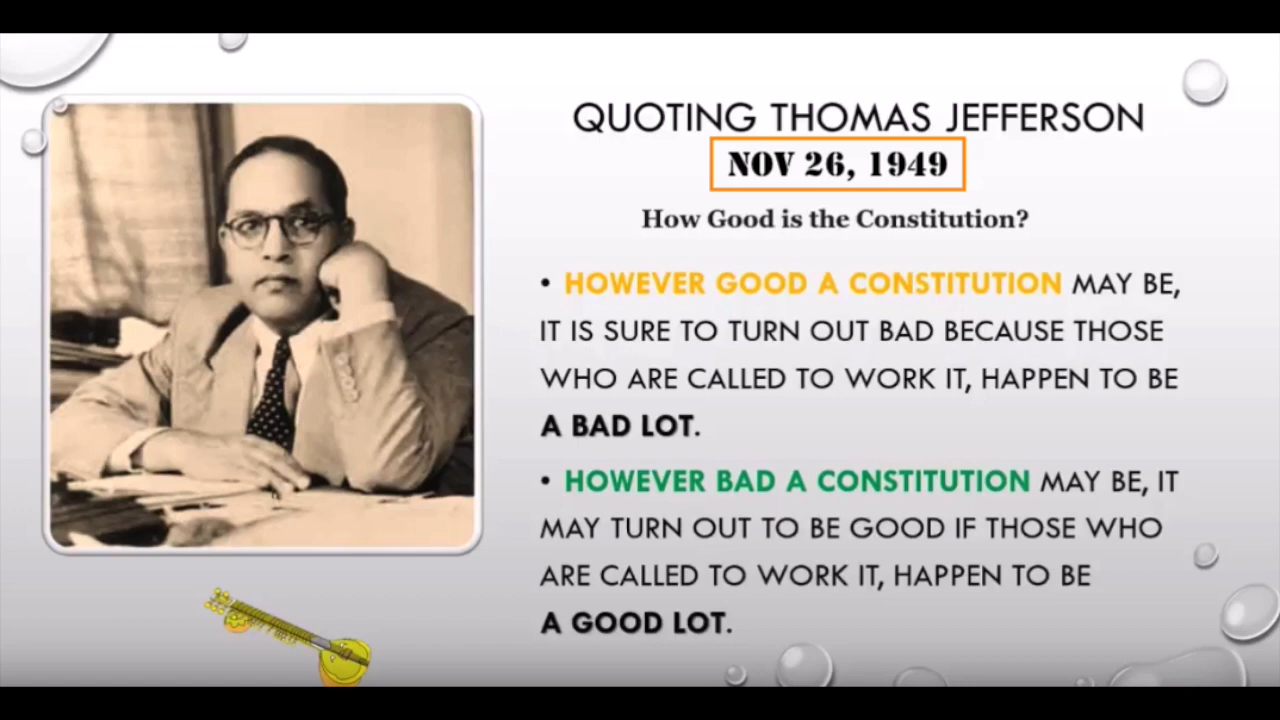 QUOTING THOMAS JEFFERSON
NOV 26, 1949
How Good is the Constitution?
• HOWEVER GOOD A CONSTITUTION MAY BE,
IT IS SURE TO TURN OUT BAD BECAUSE THOSE
WHO ARE CALLED TO WORK IT, HAPPEN TO BE
A BAD LOT.
• HOWEVER BAD A CONSTITUTION MAY BE, IT
MAY TURN OUT TO BE GOOD IF THOSE WHO
ARE CALLED TO WORK IT, HAPPEN TO BE
A GOOD LOT.